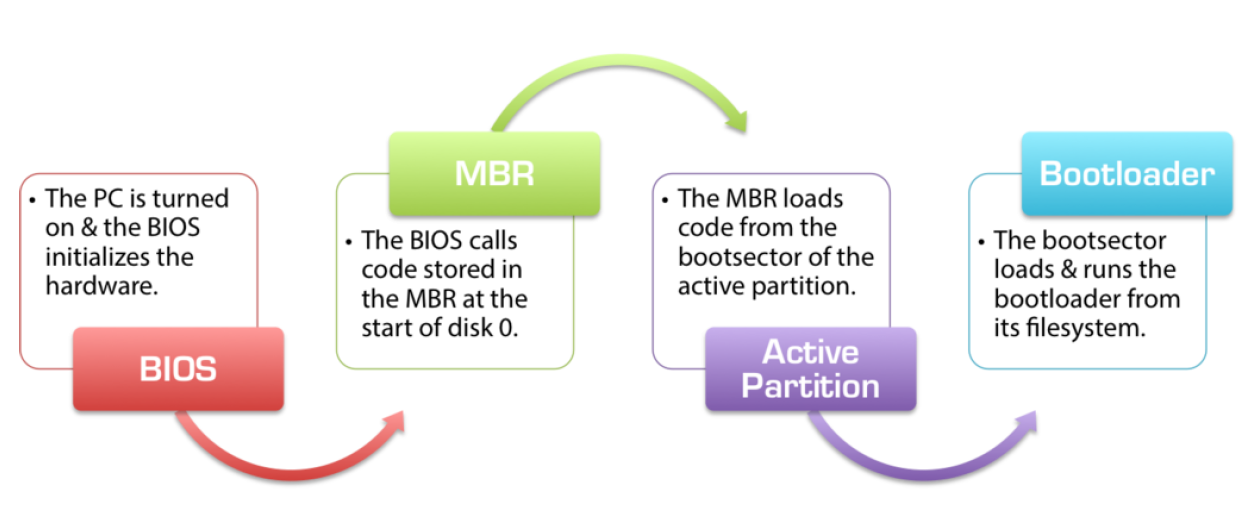 • The PC is turned
on & the BIOS
initializes the
hardware.
BIOS
MBR
• The BIOS calls
code stored in
the MBR at the
start of disk 0.
• The MBR loads
code from the
bootsector of the
active partition.
Active
Partition
Bootloader
• The bootsector
loads & runs the
bootloader from
its filesystem.